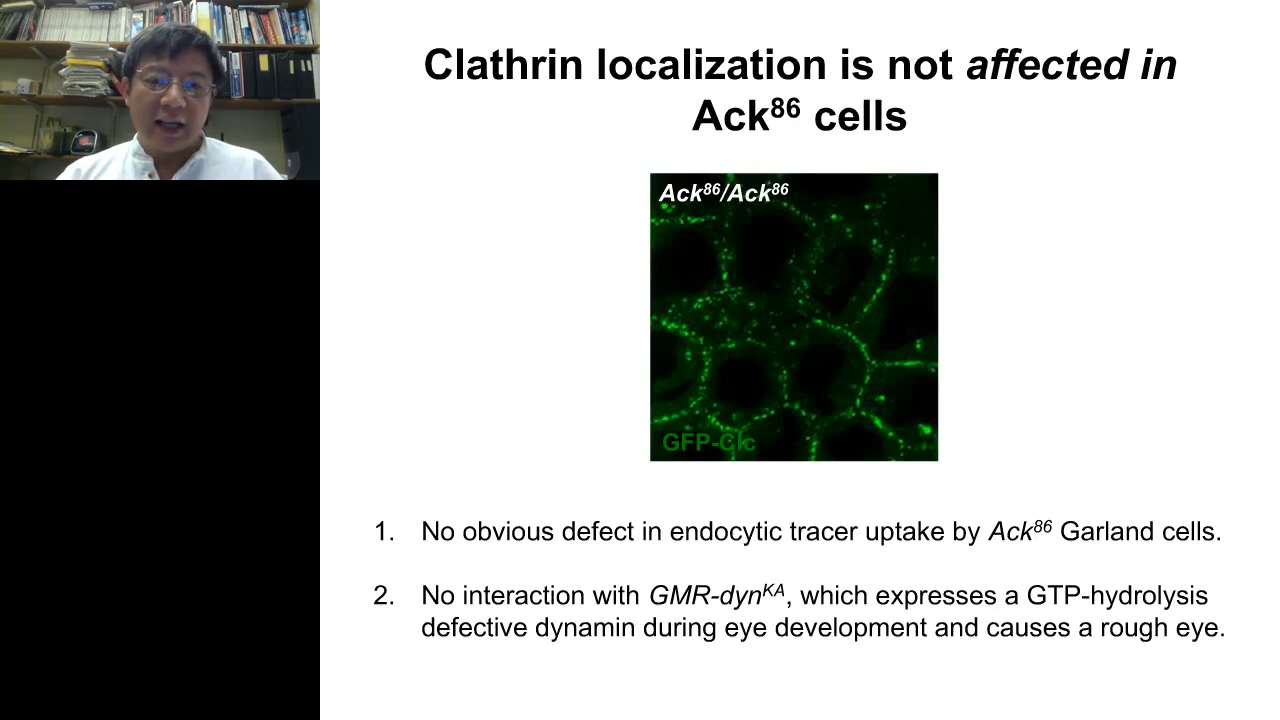 Clathrin localization is not affected in
Ack⁸⁶ cells
Ack⁸⁶/Ack⁸⁶
GFP-Clc
1. No obvious defect in endocytic tracer uptake by Ack⁸⁶ Garland cells.
2. No interaction with GMR-dynᴷᴬ, which expresses a GTP-hydrolysis
defective dynamin during eye development and causes a rough eye.